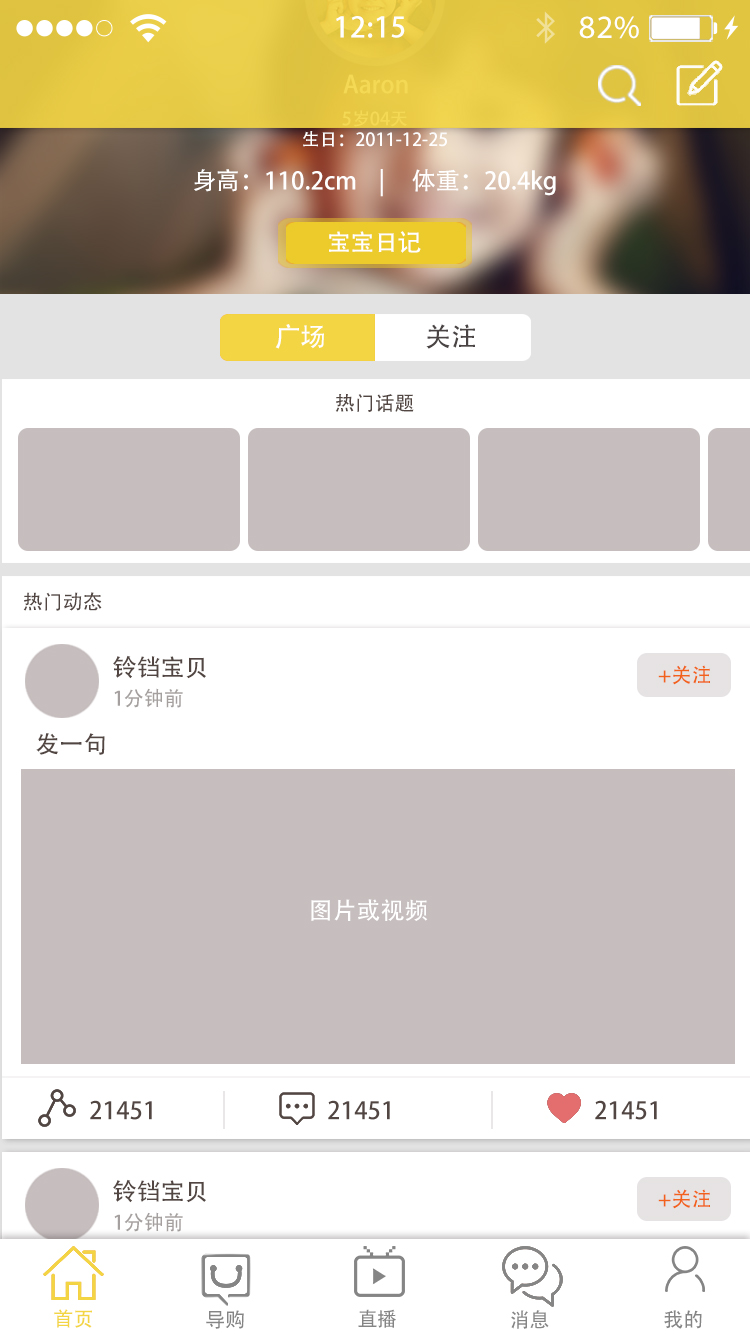 12:15
82%
Aaron
5岁04天
生日：2011-12-25
身高：110.2cm | 体重：20.4kg
宝宝日记
广场 关注
热门话题
热门动态
铃铛宝贝
+关注
1分钟前
发一句
图片或视频
21451 21451 21451
铃铛宝贝
+关注
1分钟前
首页 导购 直播 消息 我的